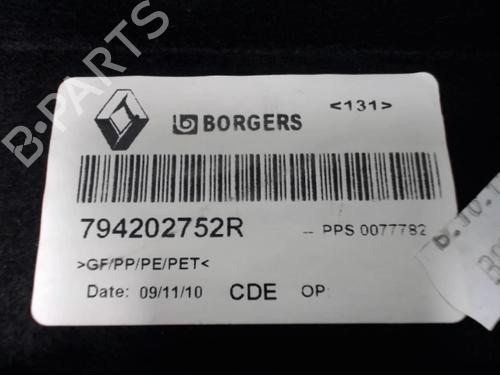 B-PARTS
<131>
BORGERS
794202752R
-- PPS 0077782
>GF/PP/PE/PET<
Date: 09/11/10 CDE OP: